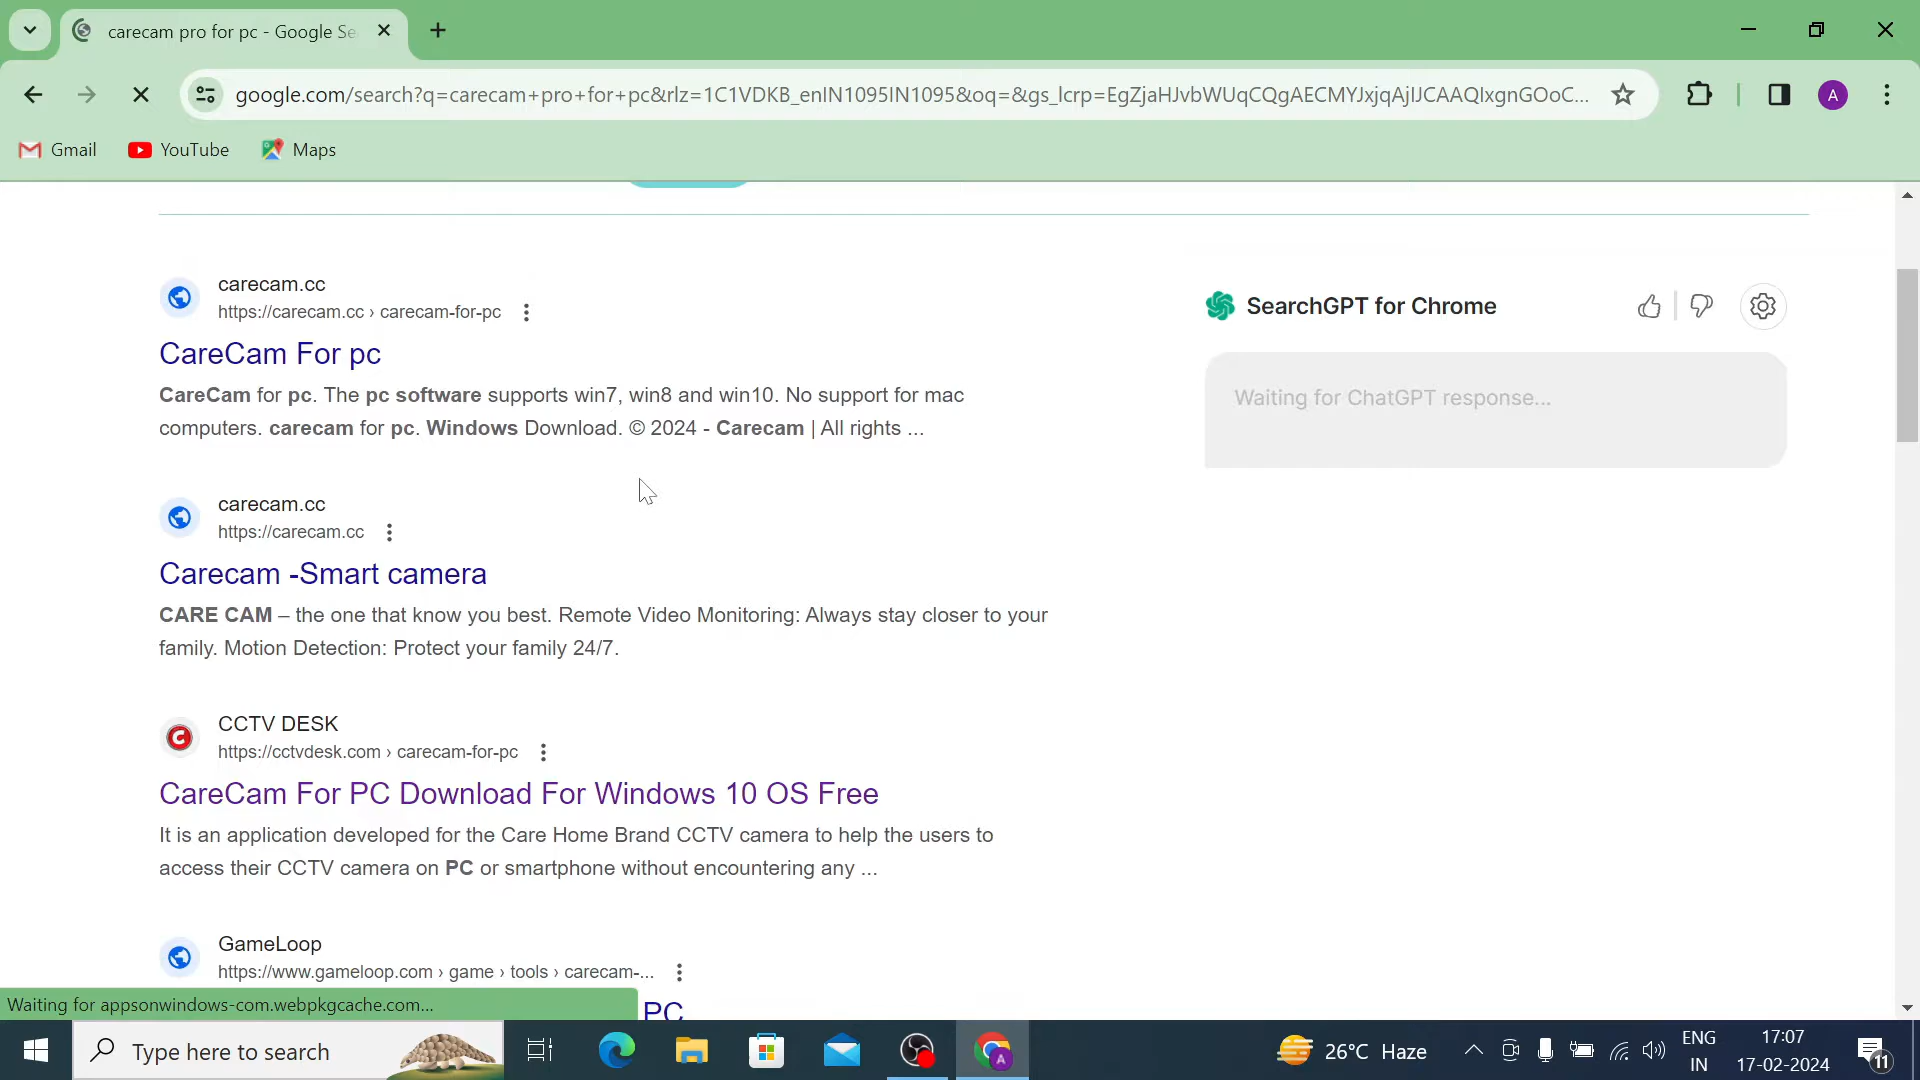 carecam pro for pc - Google Se
google.com/search?q=carecam+pro+for+pc&rlz=1C1VDKB_enIN1095IN1095&oq=&gs_lcrp=EgZjaHJvbWUqCQgAECMYJxjqAjIJCAAQIxgnGOoC...
A
Gmail
YouTube
Maps
carecam.cc
https://carecam.cc › carecam-for-pc
CareCam For pc
CareCam for pc. The pc software supports win7, win8 and win10. No support for mac
computers. carecam for pc. Windows Download. © 2024 - Carecam | All rights ...
SearchGPT for Chrome
Waiting for ChatGPT response...
carecam.cc
https://carecam.cc
Carecam -Smart camera
CARE CAM – the one that know you best. Remote Video Monitoring: Always stay closer to your
family. Motion Detection: Protect your family 24/7.
CCTV DESK
https://cctvdesk.com › carecam-for-pc
CareCam For PC Download For Windows 10 OS Free
It is an application developed for the Care Home Brand CCTV camera to help the users to
access their CCTV camera on PC or smartphone without encountering any ...
GameLoop
https://www.gameloop.com › game › tools › carecam-...
PC
Waiting for appsonwindows-com.webpkgcache.com...
Type here to search
A
26°C Haze
ENG
IN
17:07
17-02-2024
11